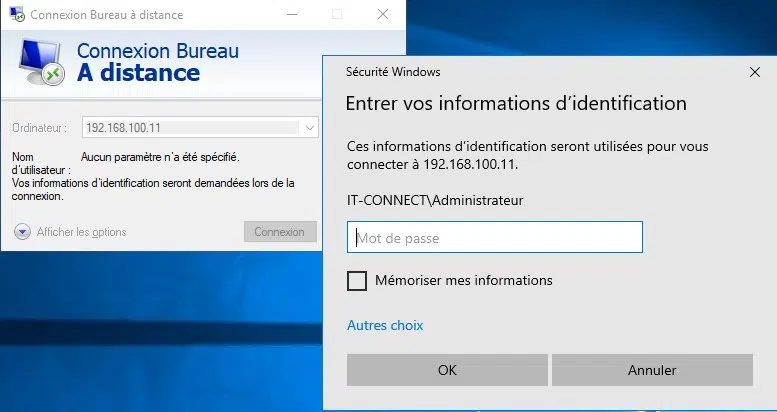 Connexion Bureau à distance
Connexion Bureau
A distance
Ordinateur :
192.168.100.11
Nom
d'utilisateur :
Aucun paramètre n'a été spécifié.
Vos informations d'identification seront demandées lors de la
connexion.
Afficher les options
Connexion
Sécurité Windows
Entrer vos informations d'identification
Ces informations d'identification seront utilisées pour vous
connecter à 192.168.100.11.
IT-CONNECT\Administrateur
Mot de passe
Mémoriser mes informations
Autres choix
OK
Annuler